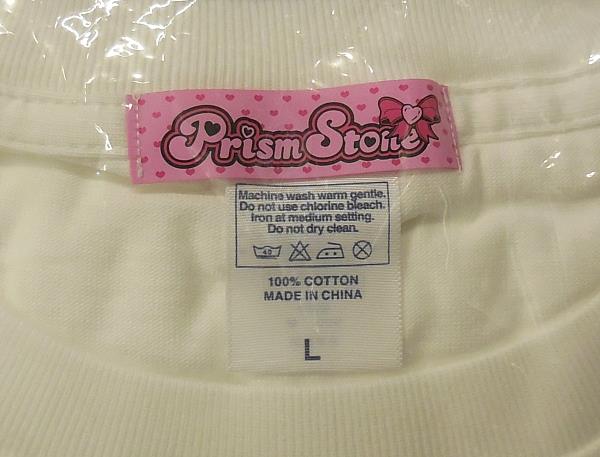 Prism Stone
Machine wash warm gentle.
Do not use chlorine bleach.
Iron at medium setting.
Do not dry clean.
40
100% COTTON
MADE IN CHINA
L